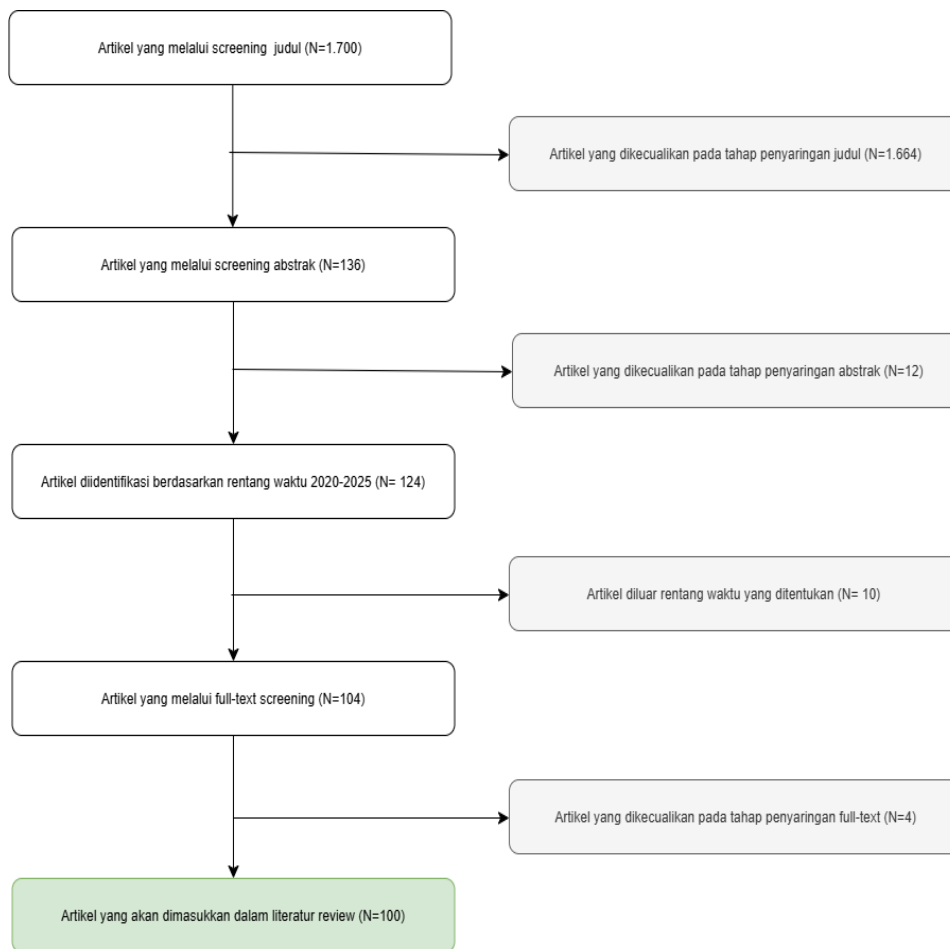 Artikel yang melalui screening judul (N=1.700)
Artikel yang dikecualikan pada tahap penyaringan judul (N=1.664)
Artikel yang melalui screening abstrak (N=136)
Artikel yang dikecualikan pada tahap penyaringan abstrak (N=12)
Artikel diidentifikasi berdasarkan rentang waktu 2020-2025 (N= 124)
Artikel diluar rentang waktu yang ditentukan (N= 10)
Artikel yang melalui full-text screening (N=104)
Artikel yang dikecualikan pada tahap penyaringan full-text (N=4)
Artikel yang akan dimasukkan dalam literatur review (N=100)